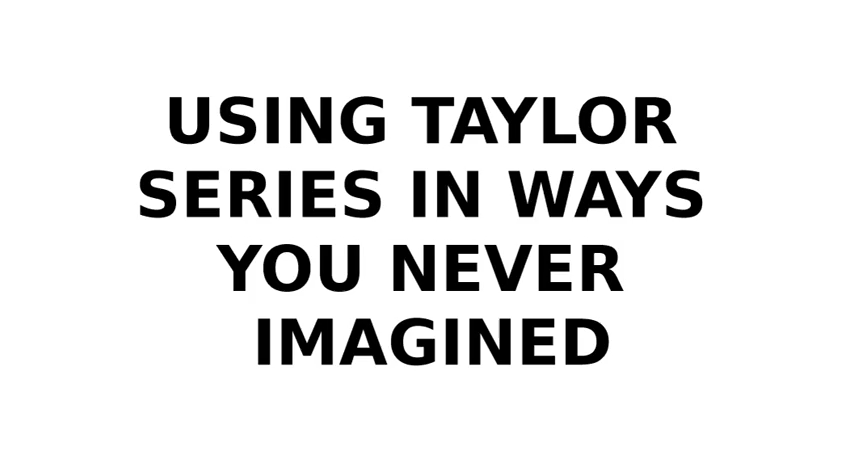 USING TAYLOR
SERIES IN WAYS
YOU NEVER
IMAGINED